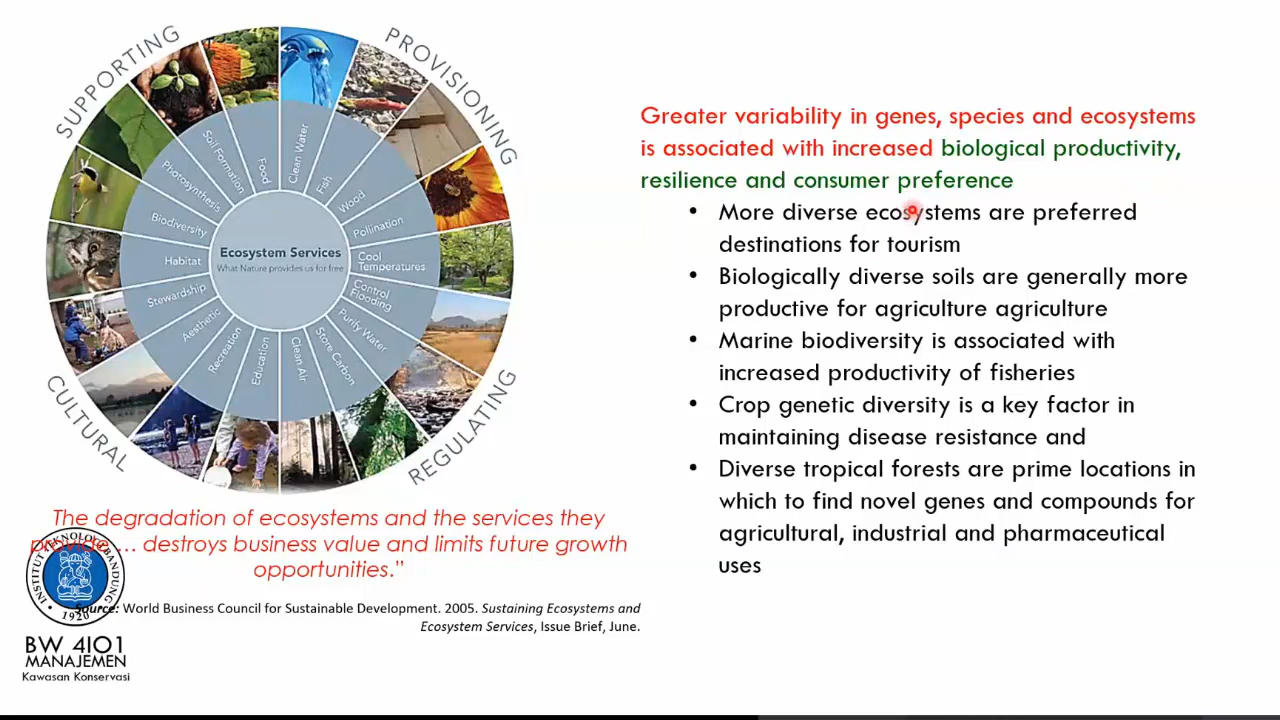 SUPPORTING
PROVISIONING
CULTURAL
REGULATING
Ecosystem Services
What Nature provides us for free
Food
Clean Water
Fish
Wood
Pollination
Cool
Temperatures
Control
Flooding
Purify Water
Store Carbon
Clean Air
Education
Recreation
Aesthetic
Stewardship
Habitat
Biodiversity
Photosynthesis
Soil Formation
The degradation of ecosystems and the services they
provide … destroys business value and limits future growth
opportunities.”
Source: World Business Council for Sustainable Development. 2005. Sustaining Ecosystems and
Ecosystem Services, Issue Brief, June.
INSTITUT TEKNOLOGI BANDUNG
1920
BW 4101
MANAJEMEN
Kawasan Konservasi
Greater variability in genes, species and ecosystems
is associated with increased biological productivity,
resilience and consumer preference
• More diverse ecosystems are preferred
destinations for tourism
• Biologically diverse soils are generally more
productive for agriculture agriculture
• Marine biodiversity is associated with
increased productivity of fisheries
• Crop genetic diversity is a key factor in
maintaining disease resistance and
• Diverse tropical forests are prime locations in
which to find novel genes and compounds for
agricultural, industrial and pharmaceutical
uses